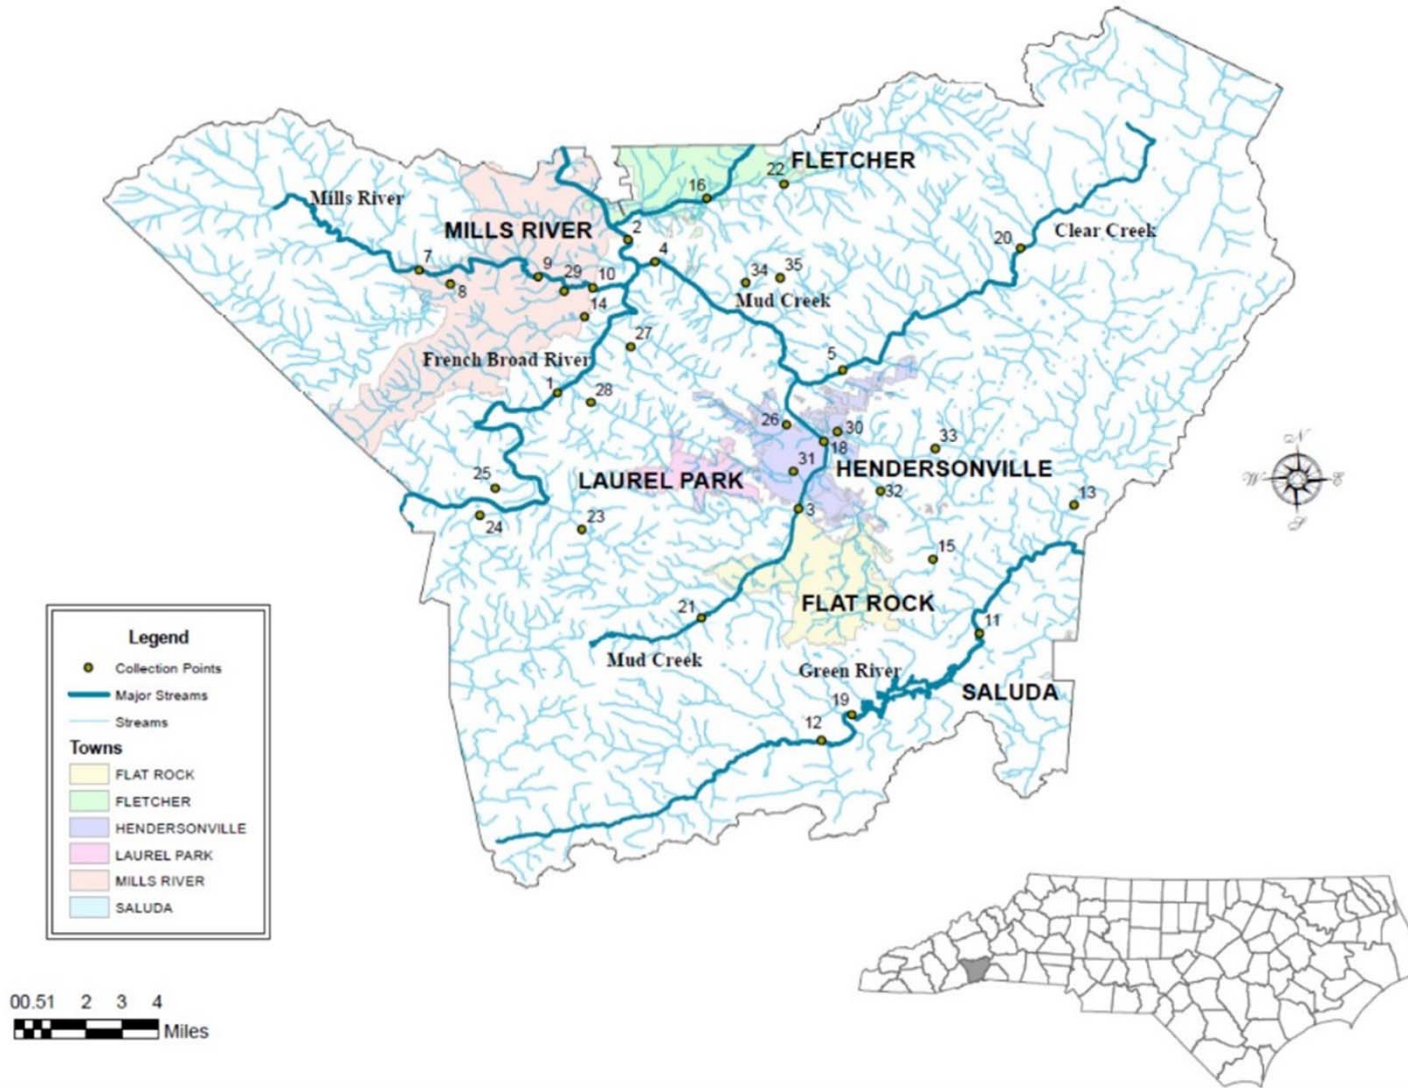 FLETCHER
22
16
Mills River
MILLS RIVER
2
4
20
Clear Creek
7
8
9
29
10
14
34
35
Mud Creek
27
French Broad River
5
1
28
26
30
18
33
31
HENDERSONVILLE
LAUREL PARK
25
32
13
3
24
23
15
N
W
E
S
21
FLAT ROCK
11
Mud Creek
Green River
SALUDA
19
12
Legend
Collection Points
Major Streams
Streams
Towns
FLAT ROCK
FLETCHER
HENDERSONVILLE
LAUREL PARK
MILLS RIVER
SALUDA
00.51 2 3 4
Miles